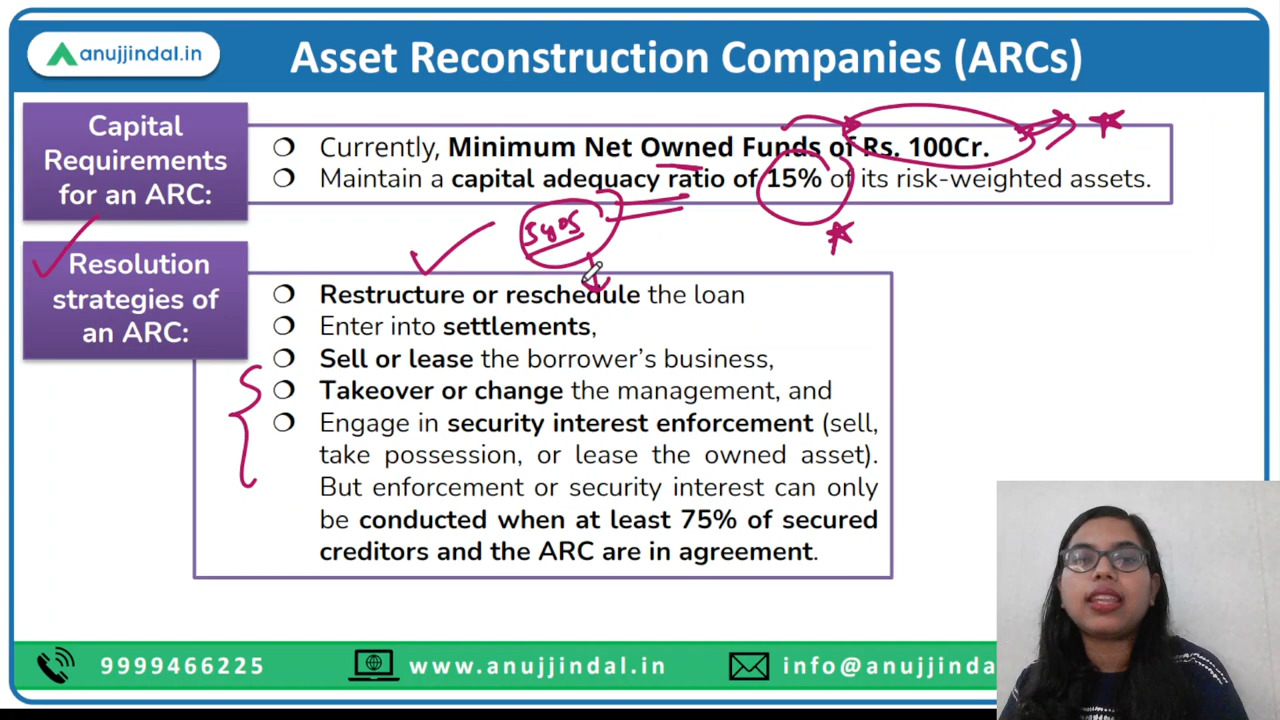 anujjindal.in
Asset Reconstruction Companies (ARCs)
Capital
Requirements
for an ARC:
Currently, Minimum Net Owned Funds of Rs. 100Cr.
Maintain a capital adequacy ratio of 15% of its risk-weighted assets.
Resolution
strategies of
an ARC:
Restructure or reschedule the loan
Enter into settlements,
Sell or lease the borrower's business,
Takeover or change the management, and
Engage in security interest enforcement (sell,
take possession, or lease the owned asset).
But enforcement or security interest can only
be conducted when at least 75% of secured
creditors and the ARC are in agreement.
9999466225
www.anujjindal.in
info@anujjinda